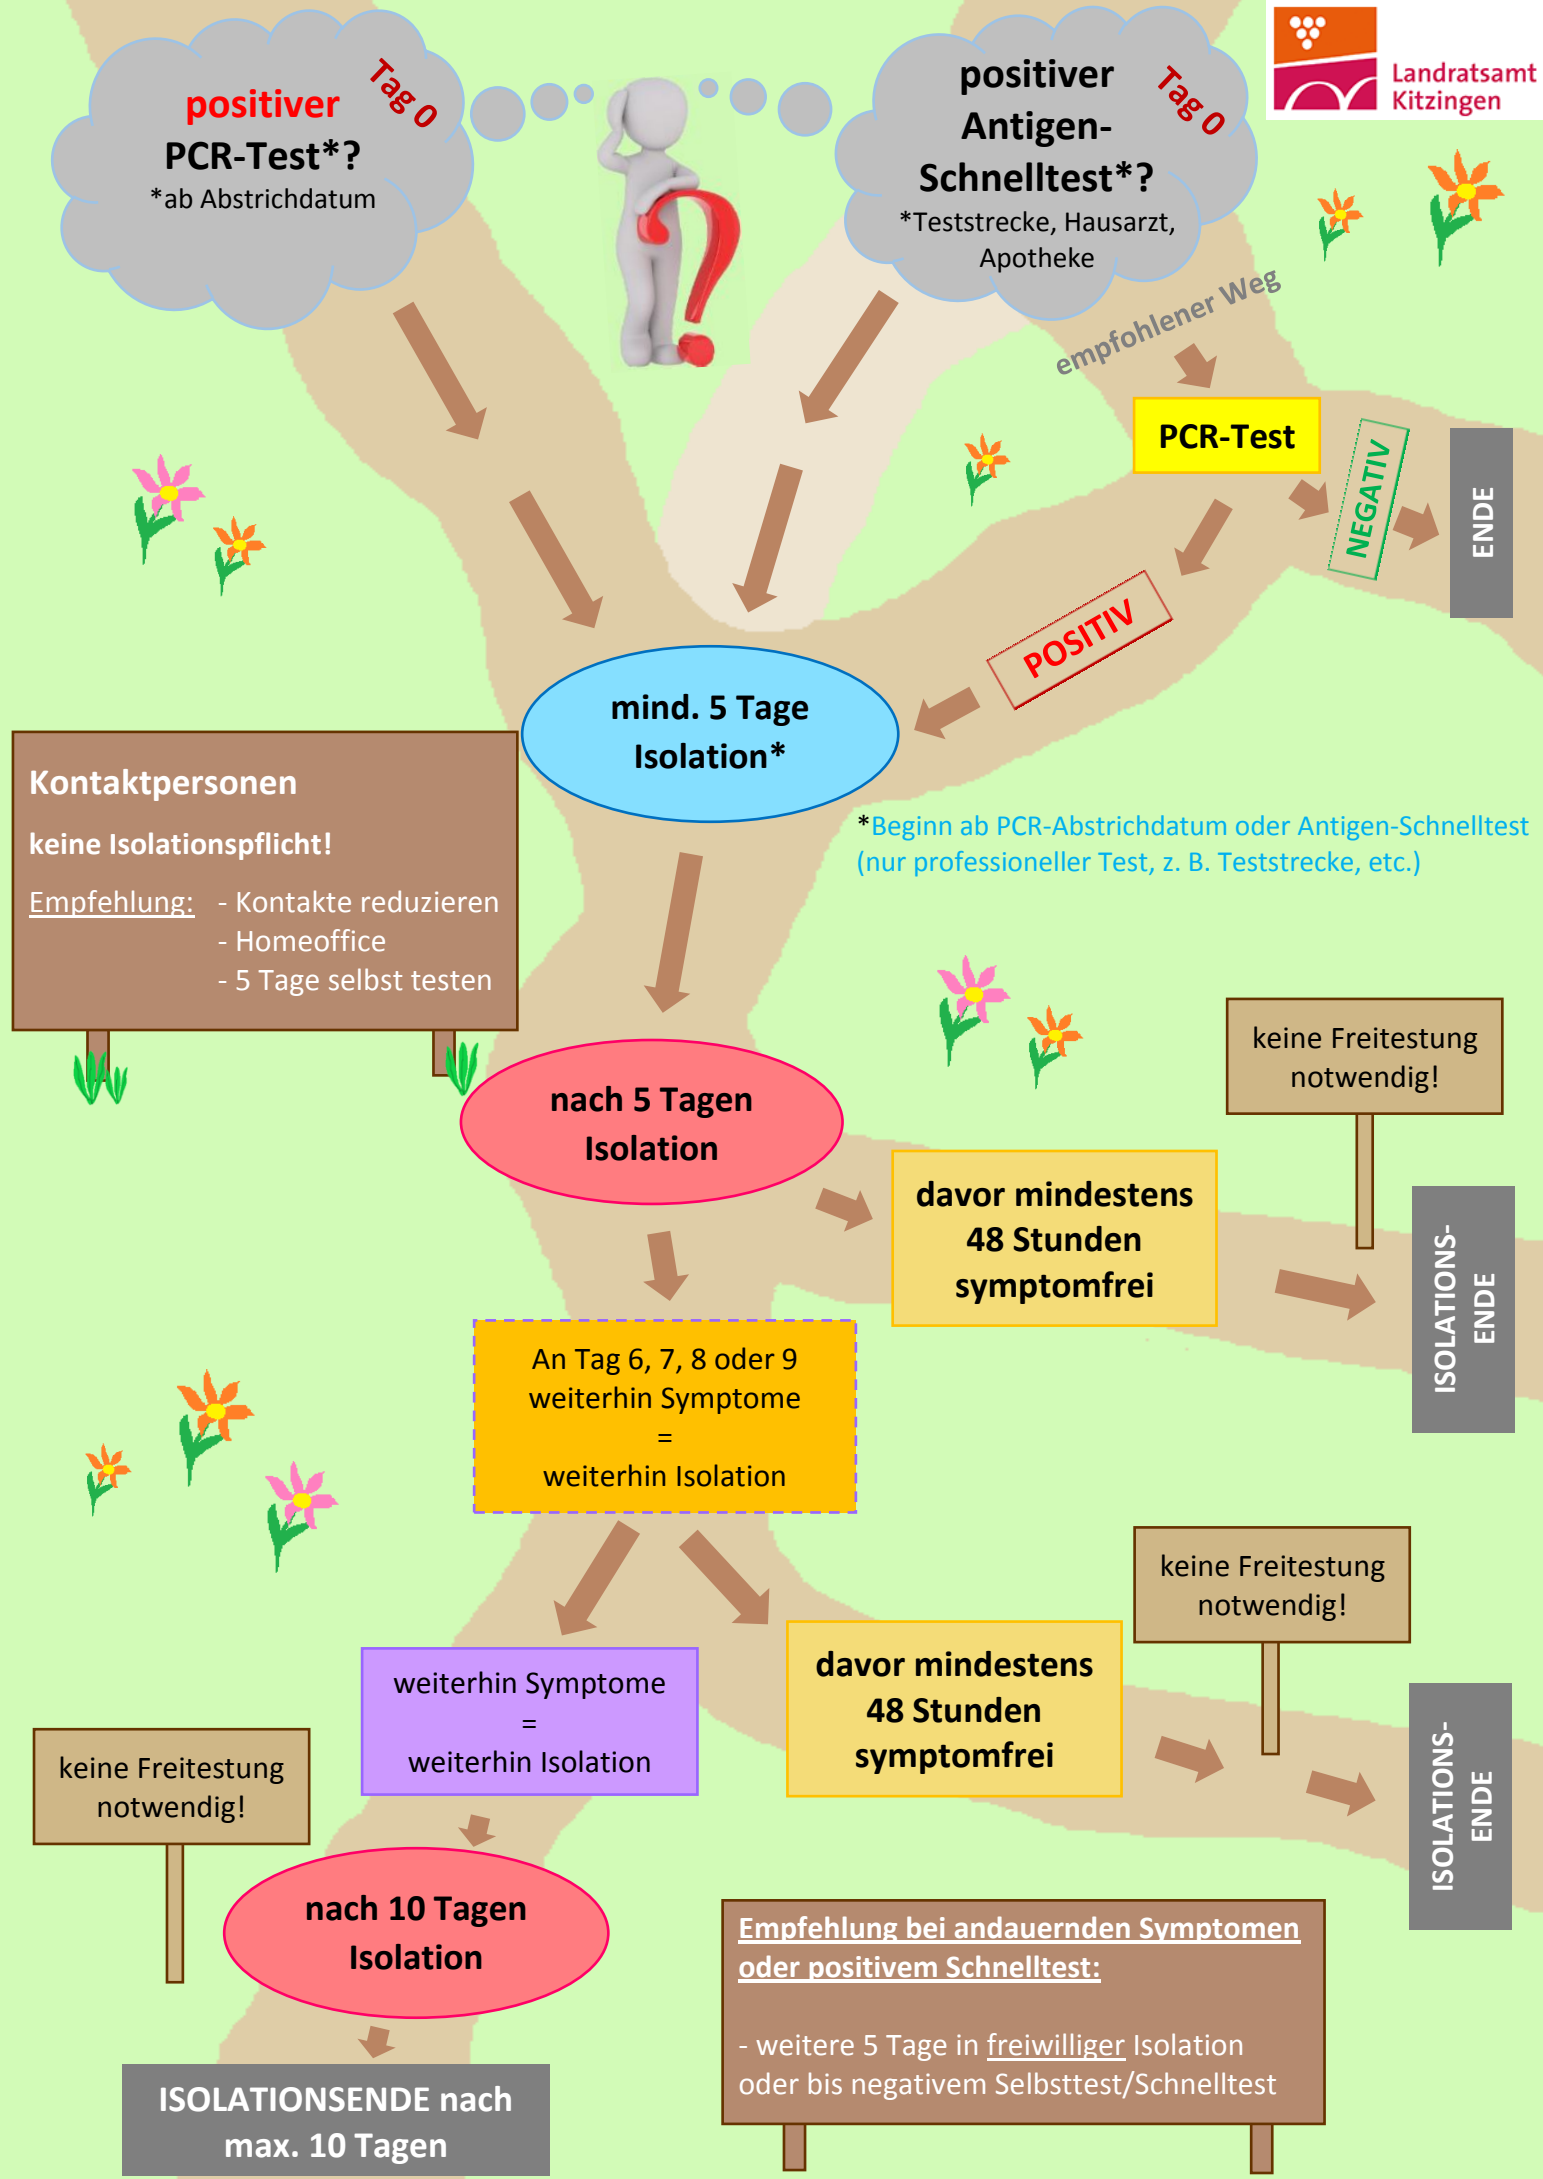 positiver
PCR-Test*?
*ab Abstrichdatum
Tag 0
positiver
Antigen-
Schnelltest*?
*Teststrecke, Hausarzt,
Apotheke
Tag 0
Landratsamt
Kitzingen
empfohlener Weg
PCR-Test
NEGATIV
ENDE
POSITIV
mind. 5 Tage
Isolation*
*Beginn ab PCR-Abstrichdatum oder Antigen-Schnelltest
(nur professioneller Test, z. B. Teststrecke, etc.)
Kontaktpersonen
keine Isolationspflicht!
Empfehlung: - Kontakte reduzieren
- Homeoffice
- 5 Tage selbst testen
nach 5 Tagen
Isolation
keine Freitestung
notwendig!
davor mindestens
48 Stunden
symptomfrei
ISOLATIONS-
ENDE
An Tag 6, 7, 8 oder 9
weiterhin Symptome
=
weiterhin Isolation
keine Freitestung
notwendig!
davor mindestens
48 Stunden
symptomfrei
ISOLATIONS-
ENDE
weiterhin Symptome
=
weiterhin Isolation
keine Freitestung
notwendig!
nach 10 Tagen
Isolation
ISOLATIONSENDE nach
max. 10 Tagen
Empfehlung bei andauernden Symptomen
oder positivem Schnelltest:
- weitere 5 Tage in freiwilliger Isolation
oder bis negativem Selbsttest/Schnelltest